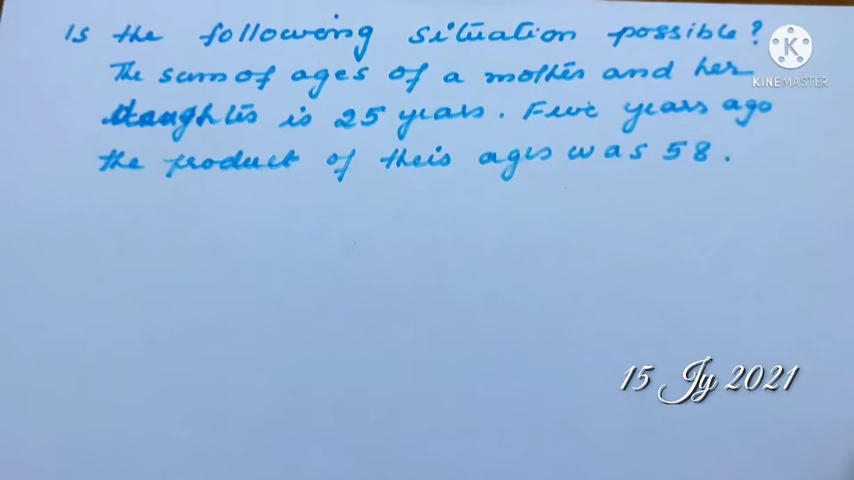 Is the following situation possible?
K
KINEMASTER
The sum of ages of a mother and her
daughter is 25 years. Five years ago
the product of their ages was 58.
15 Jy 2021